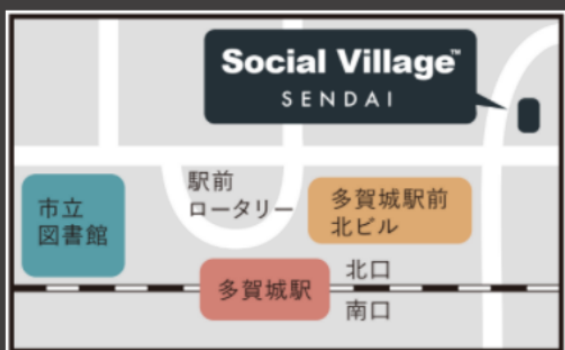 Social Village™
SENDAI
駅前
ロータリー
市立
図書館
多賀城駅前
北ビル
北口
多賀城駅
南口